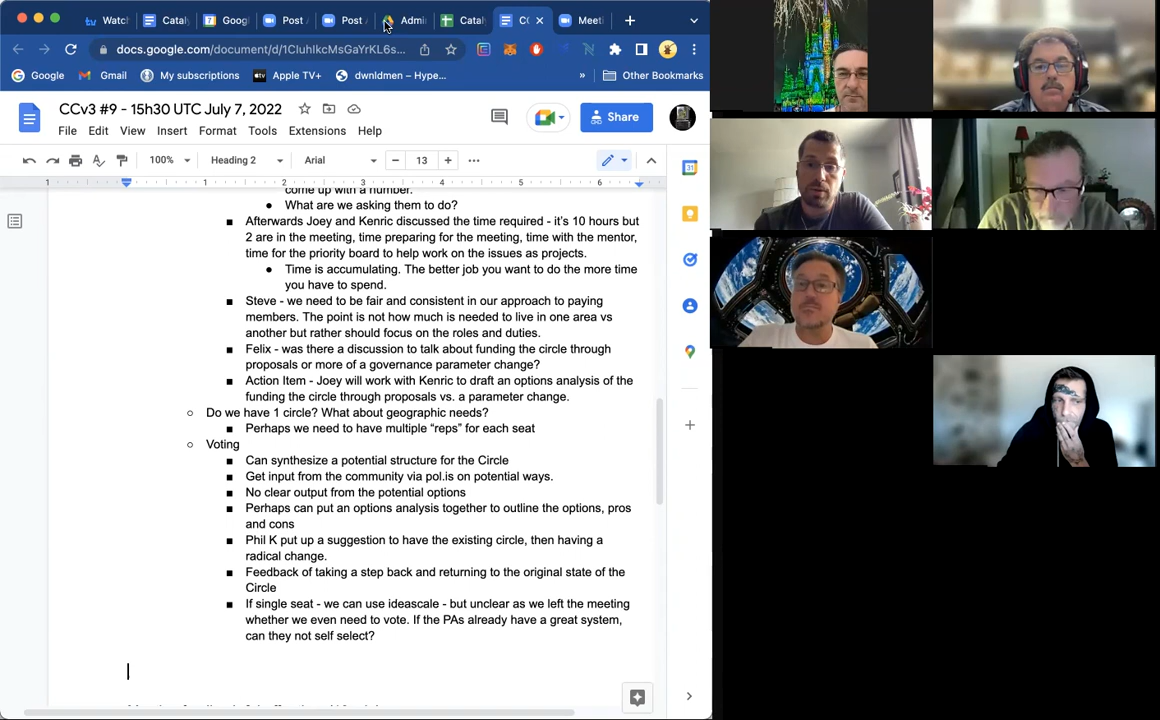 Watch
Catal
Googl
Post
Post
Admi
Catal
CC
Meeti
docs.google.com/document/d/1CIuhIkcMsGaYrKL6s...
Google
Gmail
My subscriptions
Apple TV+
dwnldmen – Hype...
»
Other Bookmarks
CCv3 #9 - 15h30 UTC July 7, 2022
Share
File Edit View Insert Format Tools Extensions Help
100% Heading 2 Arial 13
1 1 2 3 4 5 6
come up with a number.
● What are we asking them to do?
■ Afterwards Joey and Kenric discussed the time required - it's 10 hours but
2 are in the meeting, time preparing for the meeting, time with the mentor,
time for the priority board to help work on the issues as projects.
● Time is accumulating. The better job you want to do the more time
you have to spend.
■ Steve - we need to be fair and consistent in our approach to paying
members. The point is not how much is needed to live in one area vs
another but rather should focus on the roles and duties.
■ Felix - was there a discussion to talk about funding the circle through
proposals or more of a governance parameter change?
■ Action Item - Joey will work with Kenric to draft an options analysis of the
funding the circle through proposals vs. a parameter change.
○ Do we have 1 circle? What about geographic needs?
■ Perhaps we need to have multiple “reps” for each seat
○ Voting
■ Can synthesize a potential structure for the Circle
■ Get input from the community via pol.is on potential ways.
■ No clear output from the potential options
■ Perhaps can put an options analysis together to outline the options, pros
and cons
■ Phil K put up a suggestion to have the existing circle, then having a
radical change.
■ Feedback of taking a step back and returning to the original state of the
Circle
■ If single seat - we can use ideascale - but unclear as we left the meeting
whether we even need to vote. If the PAs already have a great system,
can they not self select?